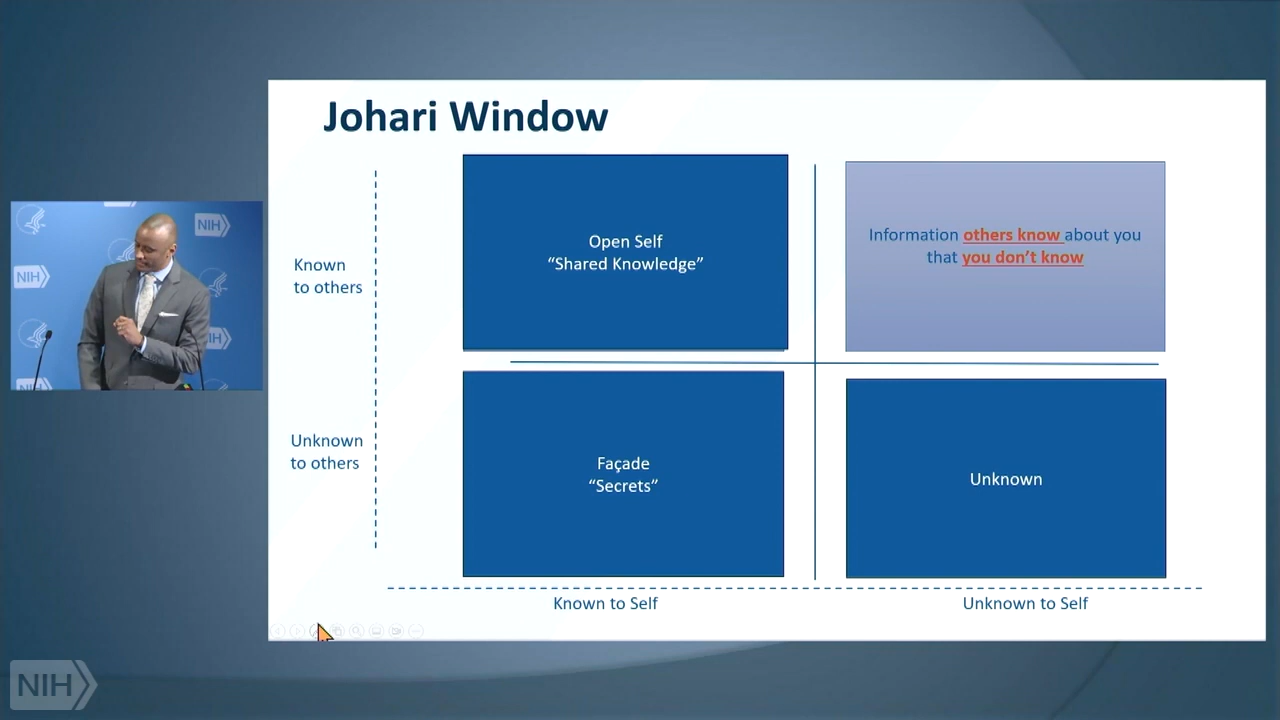 Johari Window
Known
to others
Open Self
“Shared Knowledge”
Information others know about you
that you don’t know
Unknown
to others
Façade
“Secrets”
Unknown
Known to Self
Unknown to Self
NIH
NIH
NIH
NIH
NIH